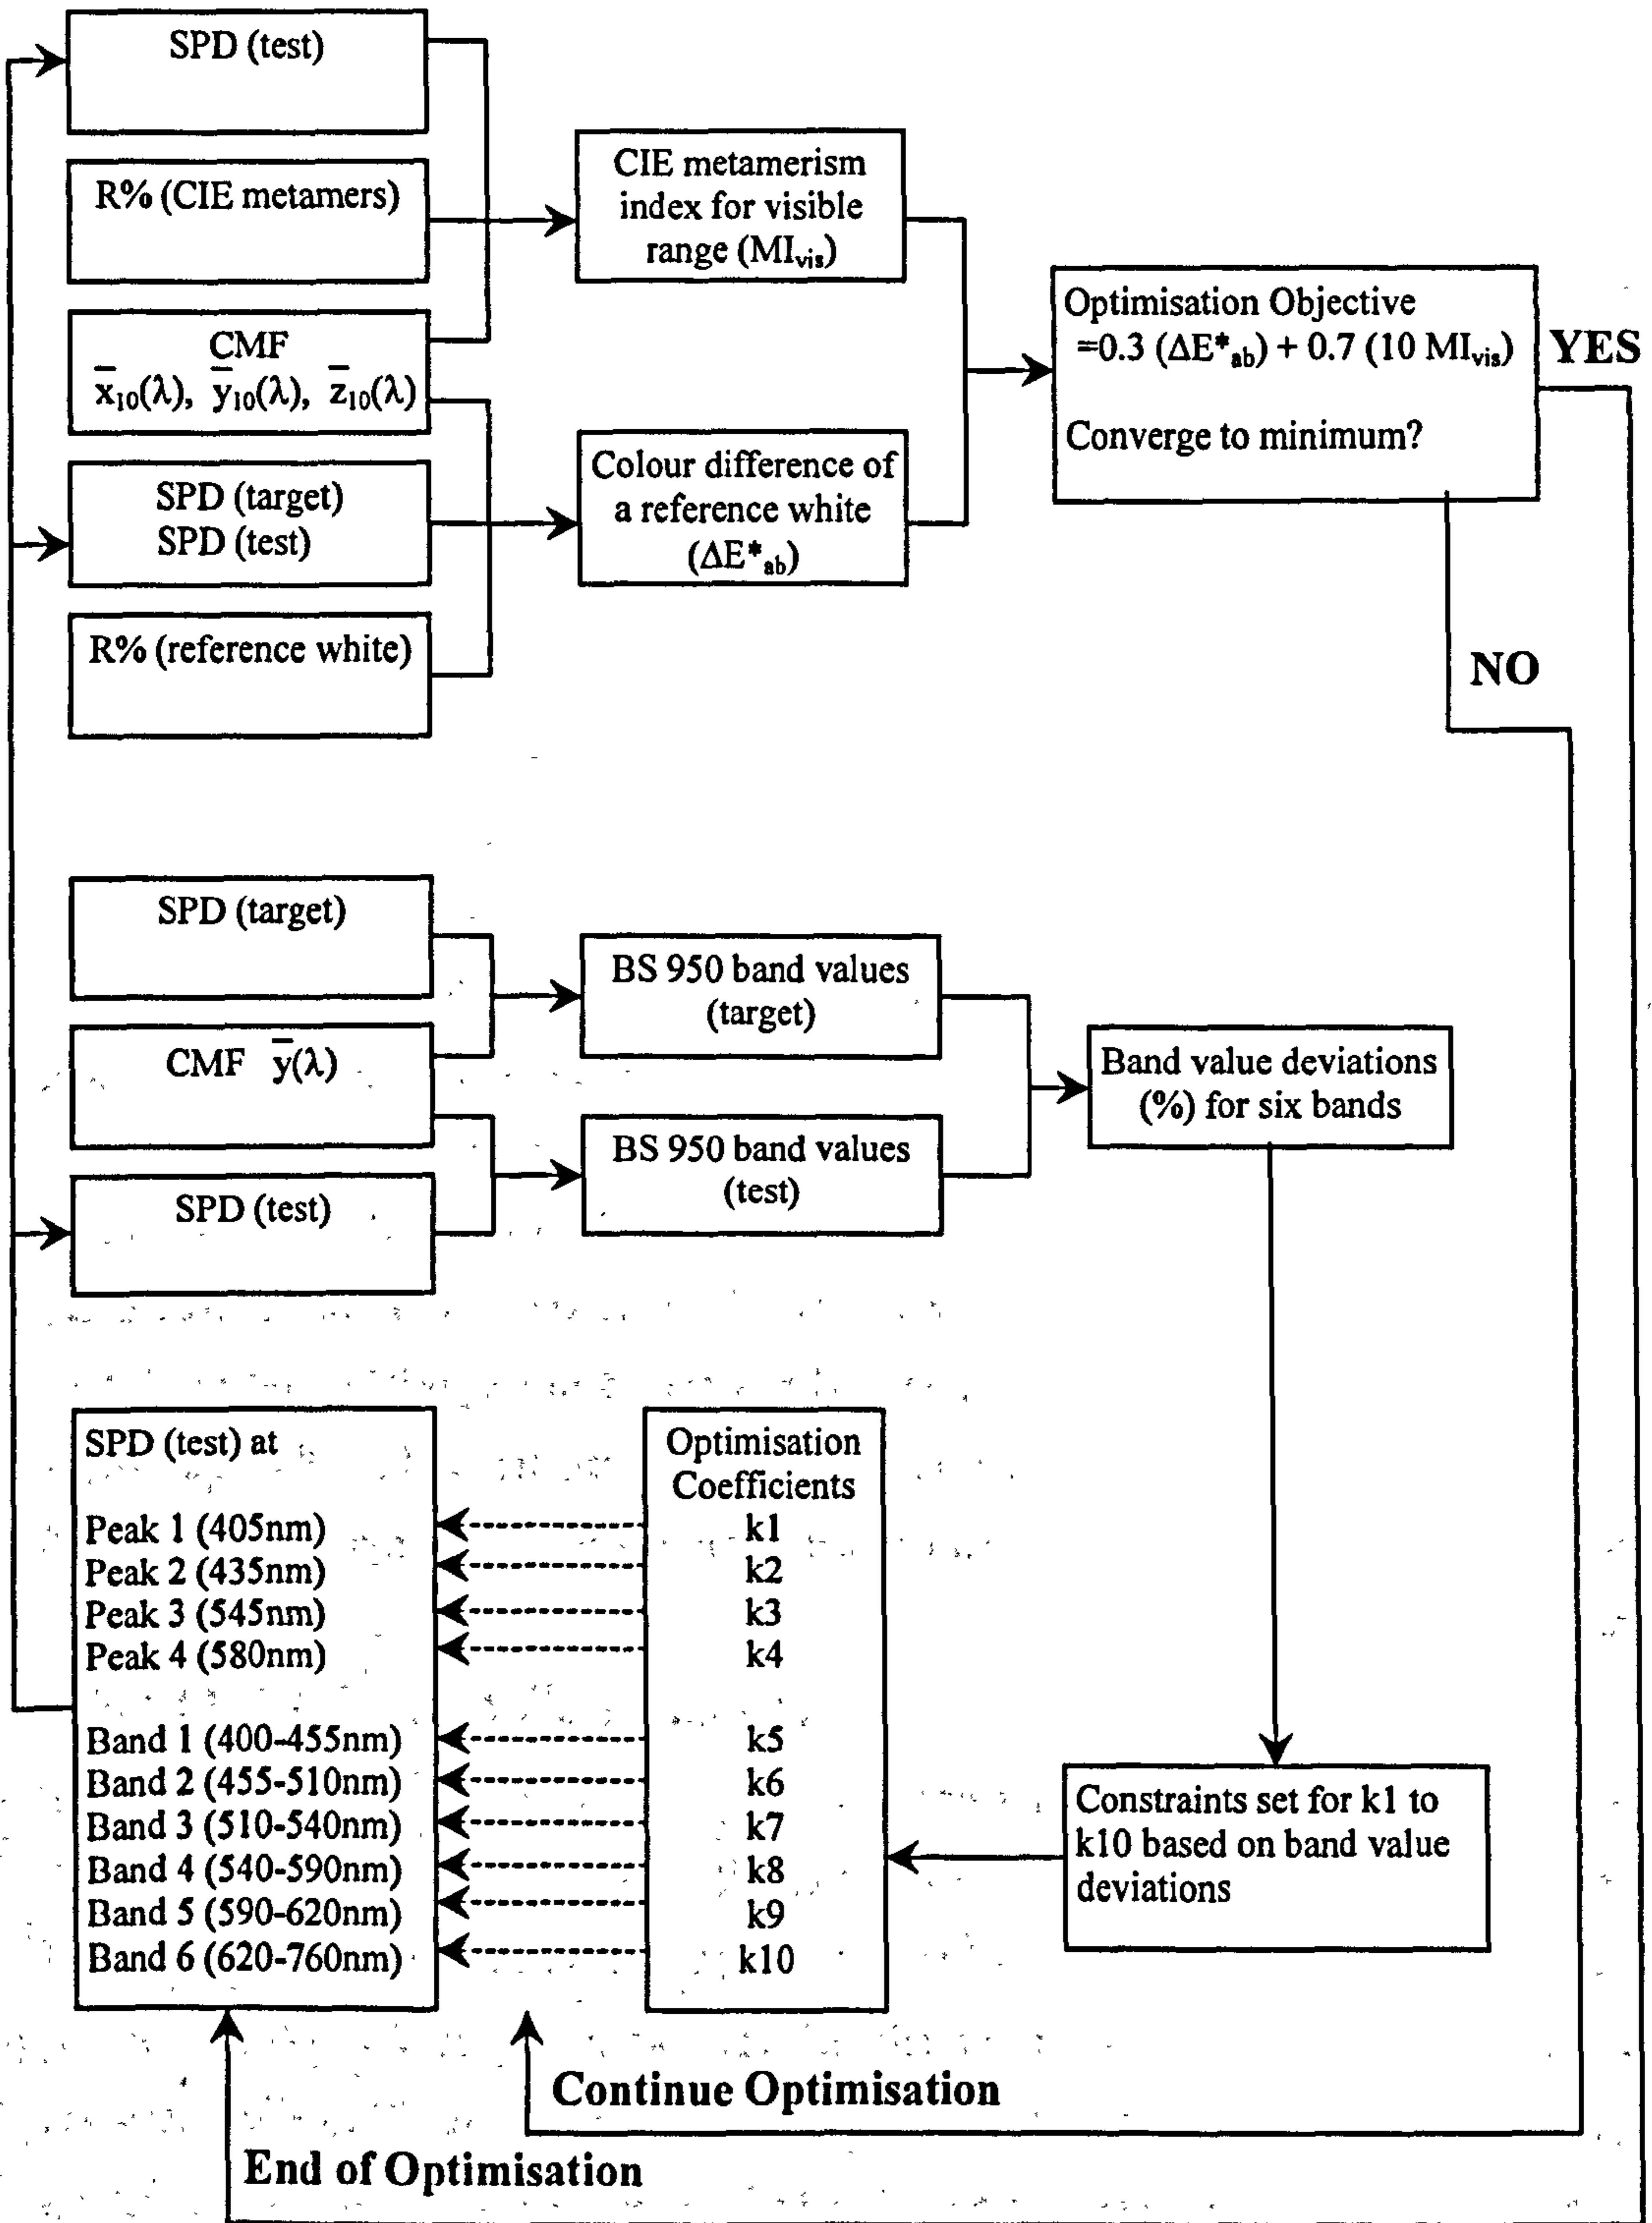 SPD (test)
R% (CIE metamers)
CMF
x̄₁₀(λ), ȳ₁₀(λ), z̄₁₀(λ)
SPD (target)
SPD (test)
R% (reference white)
CIE metamerism
index for visible
range (MIᵥᵢₛ)
Colour difference of
a reference white
(ΔE*ab)
Optimisation Objective
=0.3 (ΔE*ab) + 0.7 (10 MIᵥᵢₛ)
Converge to minimum?
YES
NO
SPD (target)
CMF ȳ(λ)
SPD (test)
BS 950 band values
(target)
BS 950 band values
(test)
Band value deviations
(%) for six bands
SPD (test) at
Peak 1 (405nm)
Peak 2 (435nm)
Peak 3 (545nm)
Peak 4 (580nm)
Band 1 (400-455nm)
Band 2 (455-510nm)
Band 3 (510-540nm)
Band 4 (540-590nm)
Band 5 (590-620nm)
Band 6 (620-760nm)
Optimisation
Coefficients
k1
k2
k3
k4
k5
k6
k7
k8
k9
k10
Constraints set for k1 to
k10 based on band value
deviations
Continue Optimisation
End of Optimisation